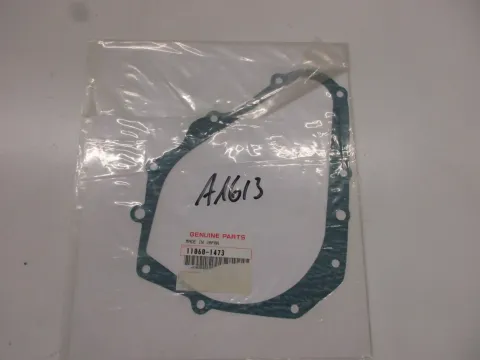 A1613
GENUINE PARTS
MADE IN JAPAN
11060-1473